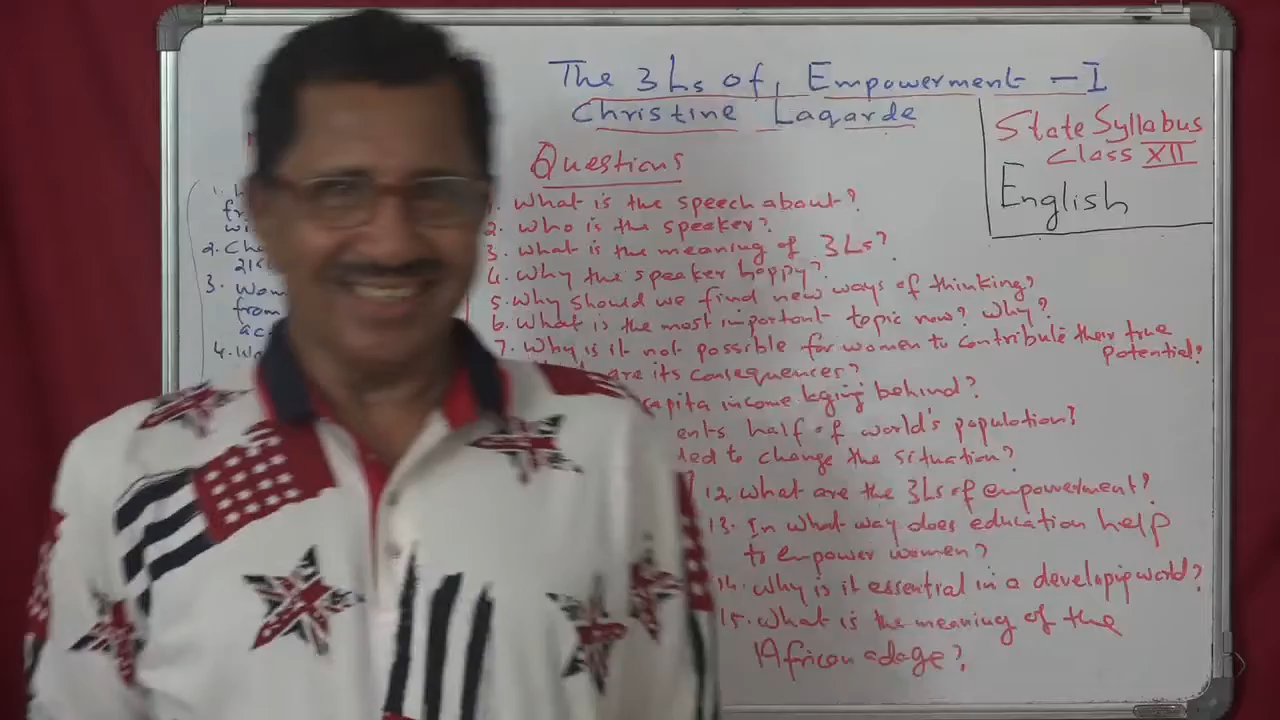 The 3Ls of Empowerment - I
Christine Lagarde
State Syllabus
Class XII
English
Questions
1. What is the speech about?
2. Who is the speaker?
3. What is the meaning of 3Ls?
4. Why the speaker happy?
5. Why should we find new ways of thinking?
6. What is the most important topic now? Why?
7. Why is it not possible for women to contribute their true
potential?
are its consequences?
capita income lagging behind?
half of world's population?
to change the situation?
12. What are the 3Ls of empowerment?
13. In what way does education help
to empower women?
14. Why is it essential in a developing world?
15. What is the meaning of the
African adage?
1.
2.
3.
from
4.